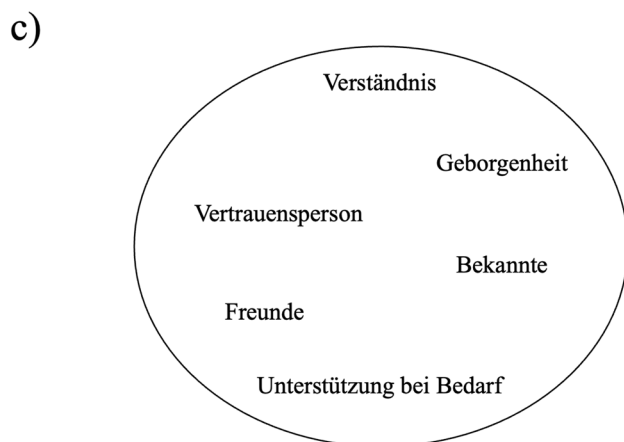 c)
Verständnis
Geborgenheit
Vertrauensperson
Bekannte
Freunde
Unterstützung bei Bedarf